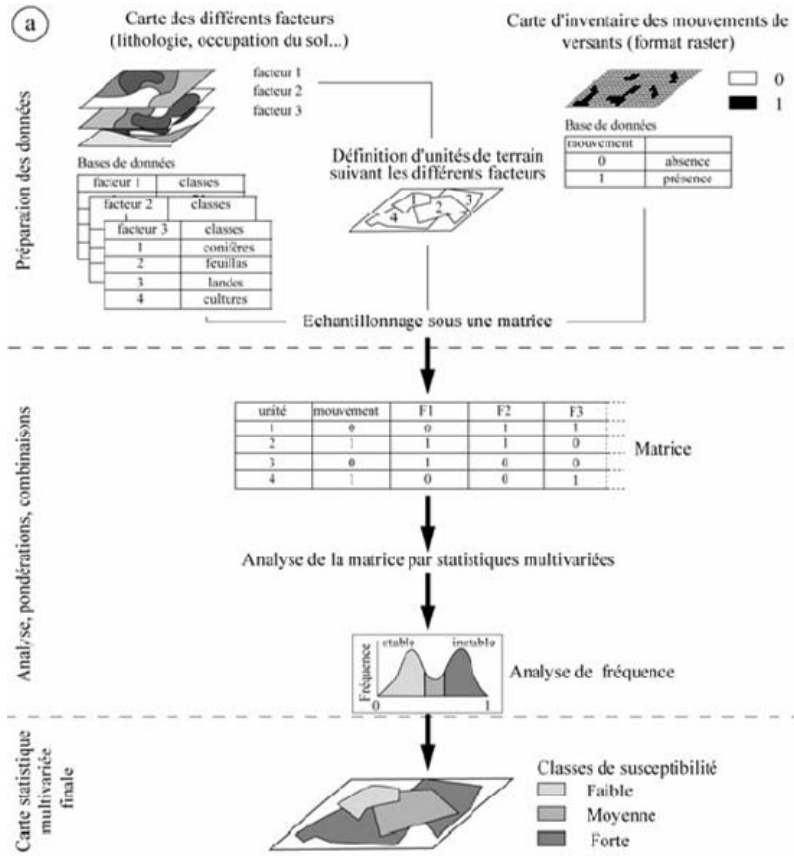 a
Carte des différents facteurs
(lithologie, occupation du sol...)
Carte d'inventaire des mouvements de
versants (format raster)
facteur 1
facteur 2
facteur 3
0
1
Base de données
mouvement
0 absence
1 présence
Définition d'unités de terrain
suivant les différents facteurs
1
2
3
4
Bases de données
facteur 1 classes
facteur 2 classes
facteur 3 classes
1 conifères
2 feuillas
3 landes
4 cultures
Préparation des données
Echantillonnage sous une matrice
unité mouvement F1 F2 F3
1 0 0 1 1
2 1 1 1 0
3 0 1 0 0
4 1 0 0 1
Matrice
Analyse de la matrice par statistiques multivariées
Analyse, pondérations, combinaisons
stable instable
Fréquence
0 1
Analyse de fréquence
Carte statistique
multivariée
finale
Classes de susceptibilité
Faible
Moyenne
Forte